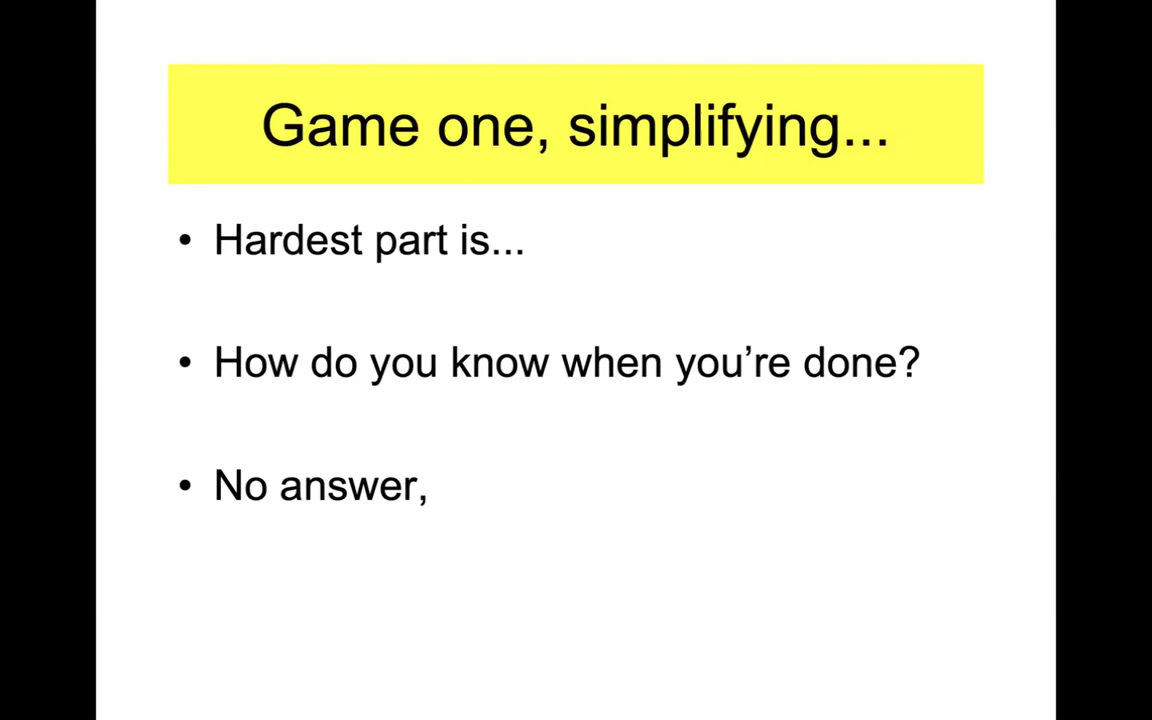 Game one, simplifying...
• Hardest part is...
• How do you know when you’re done?
• No answer,